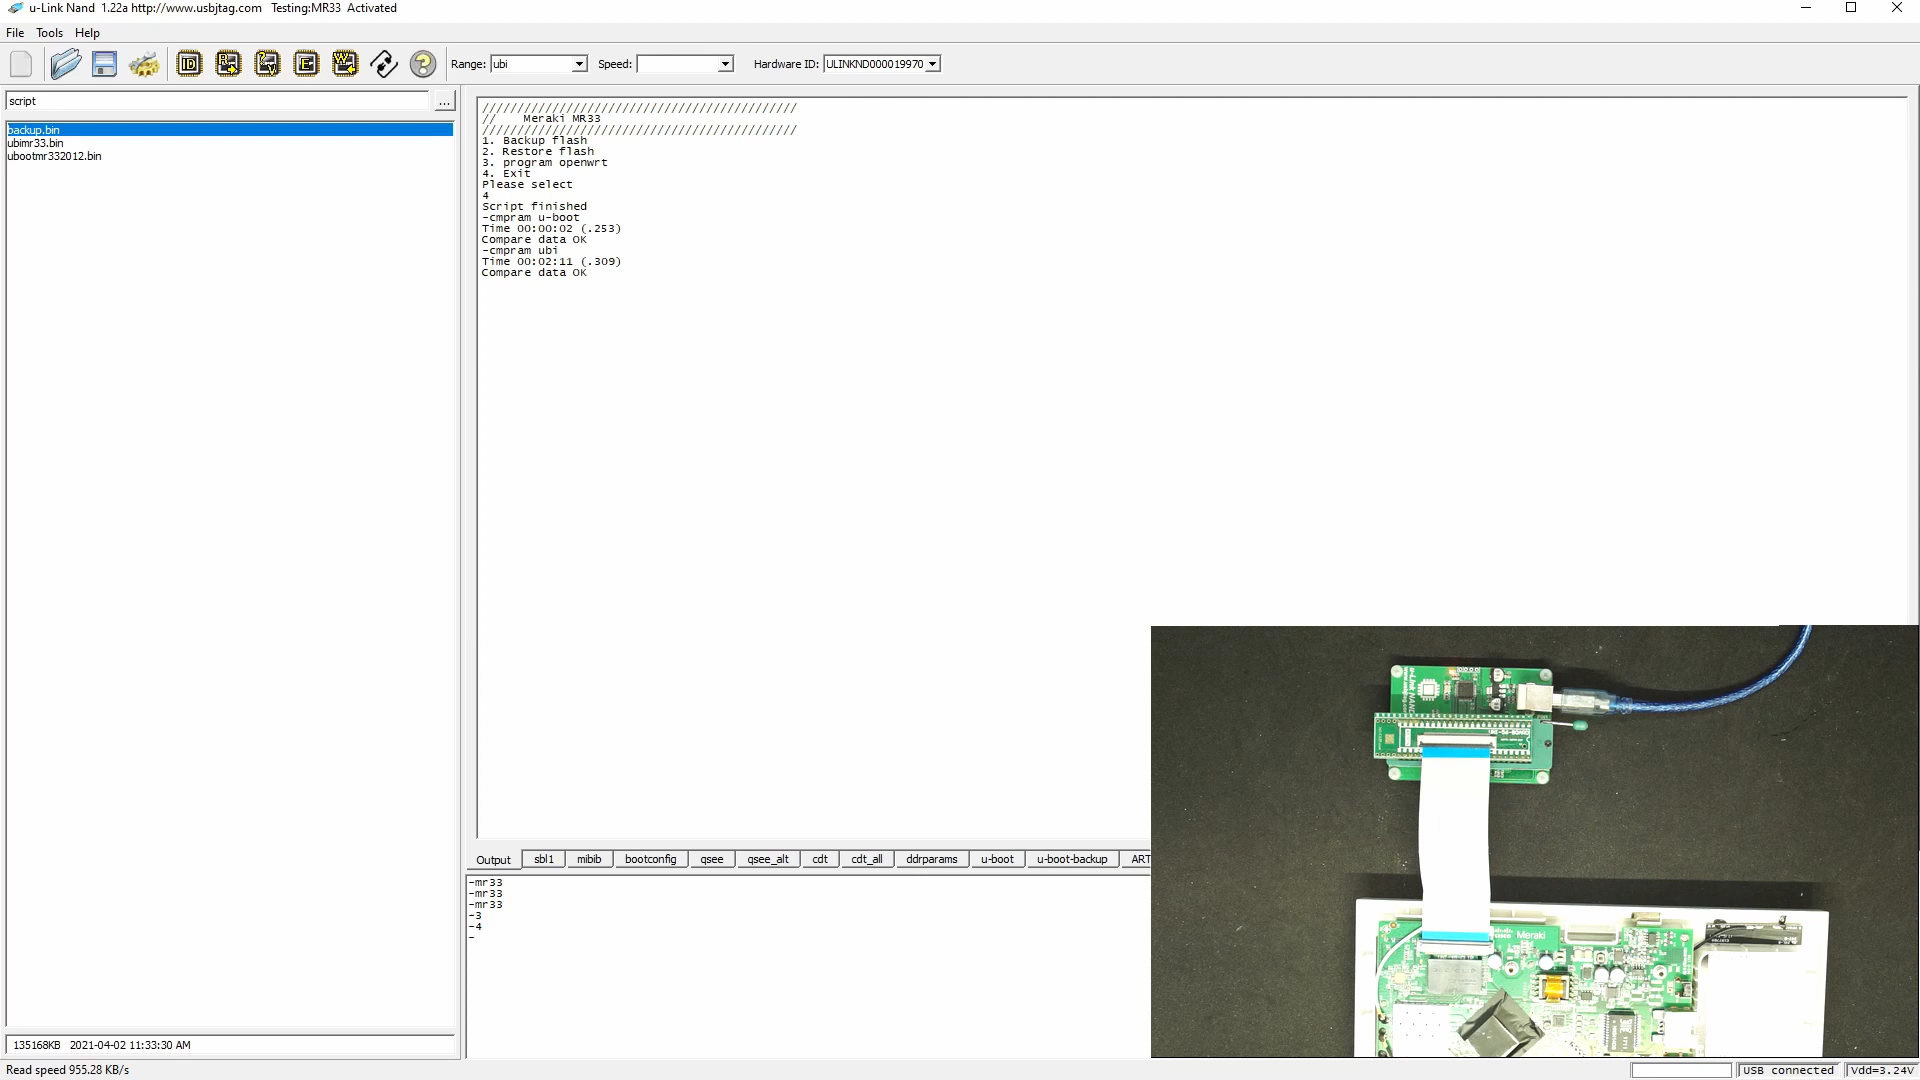 u-Link Nand 1.22a http://www.usbjtag.com Testing:MR33 Activated
File Tools Help
ID R V E W
Range: ubi Speed: Hardware ID: ULINKND000019970
script
...
backup.bin
ubimr33.bin
ubootmr332012.bin
/////////////////////////////////////////////
// Meraki MR33
/////////////////////////////////////////////
1. Backup flash
2. Restore flash
3. program openwrt
4. Exit
Please select
4
Script finished
-cmpram u-boot
Time 00:00:02 (.253)
Compare data OK
-cmpram ubi
Time 00:02:11 (.309)
Compare data OK
Output sbl1 mibib bootconfig qsee qsee_alt cdt cdt_all ddrparams u-boot u-boot-backup ART
-mr33
-mr33
-mr33
-3
-4
-
Meraki
135168KB 2021-04-02 11:33:30 AM
Read speed 955.28 KB/s
USB connected Vdd=3.24V